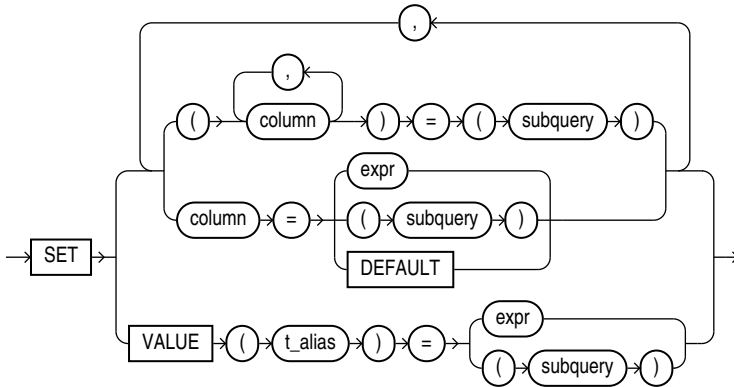 ,
,
( column ) = ( subquery )
expr
column = ( subquery )
DEFAULT
SET
VALUE ( t_alias ) = expr
( subquery )